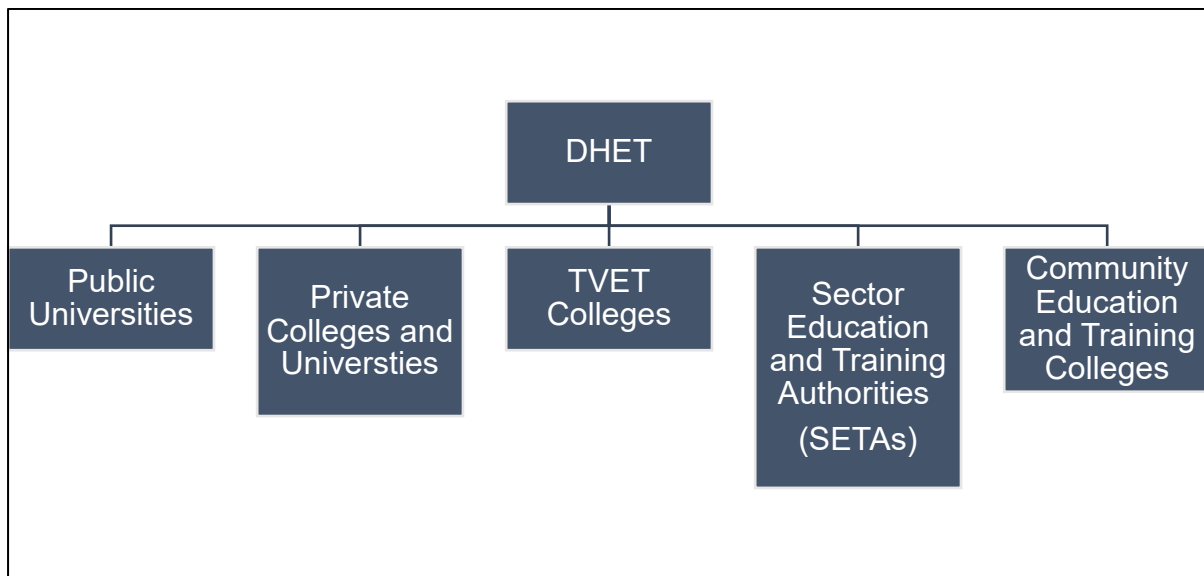 DHET
Public
Universities
Private
Colleges and
Universties
TVET
Colleges
Sector
Education
and Training
Authorities
(SETAs)
Community
Education
and Training
Colleges